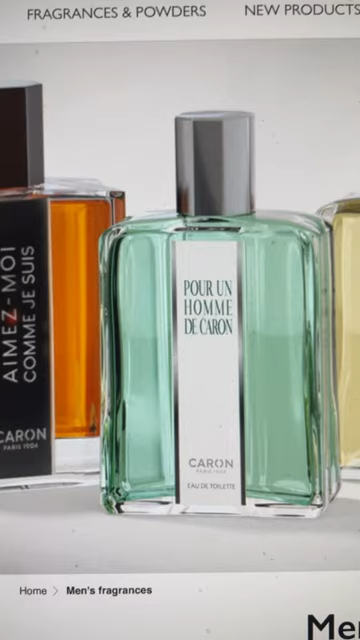 FRAGRANCES & POWDERS
NEW PRODUCTS
AIMEZ-MOI
COMME JE SUIS
CARON
PARIS 1904
POUR UN
HOMME
DE CARON
CARON
PARIS 1904
EAU DE TOILETTE
Home > Men's fragrances
Me